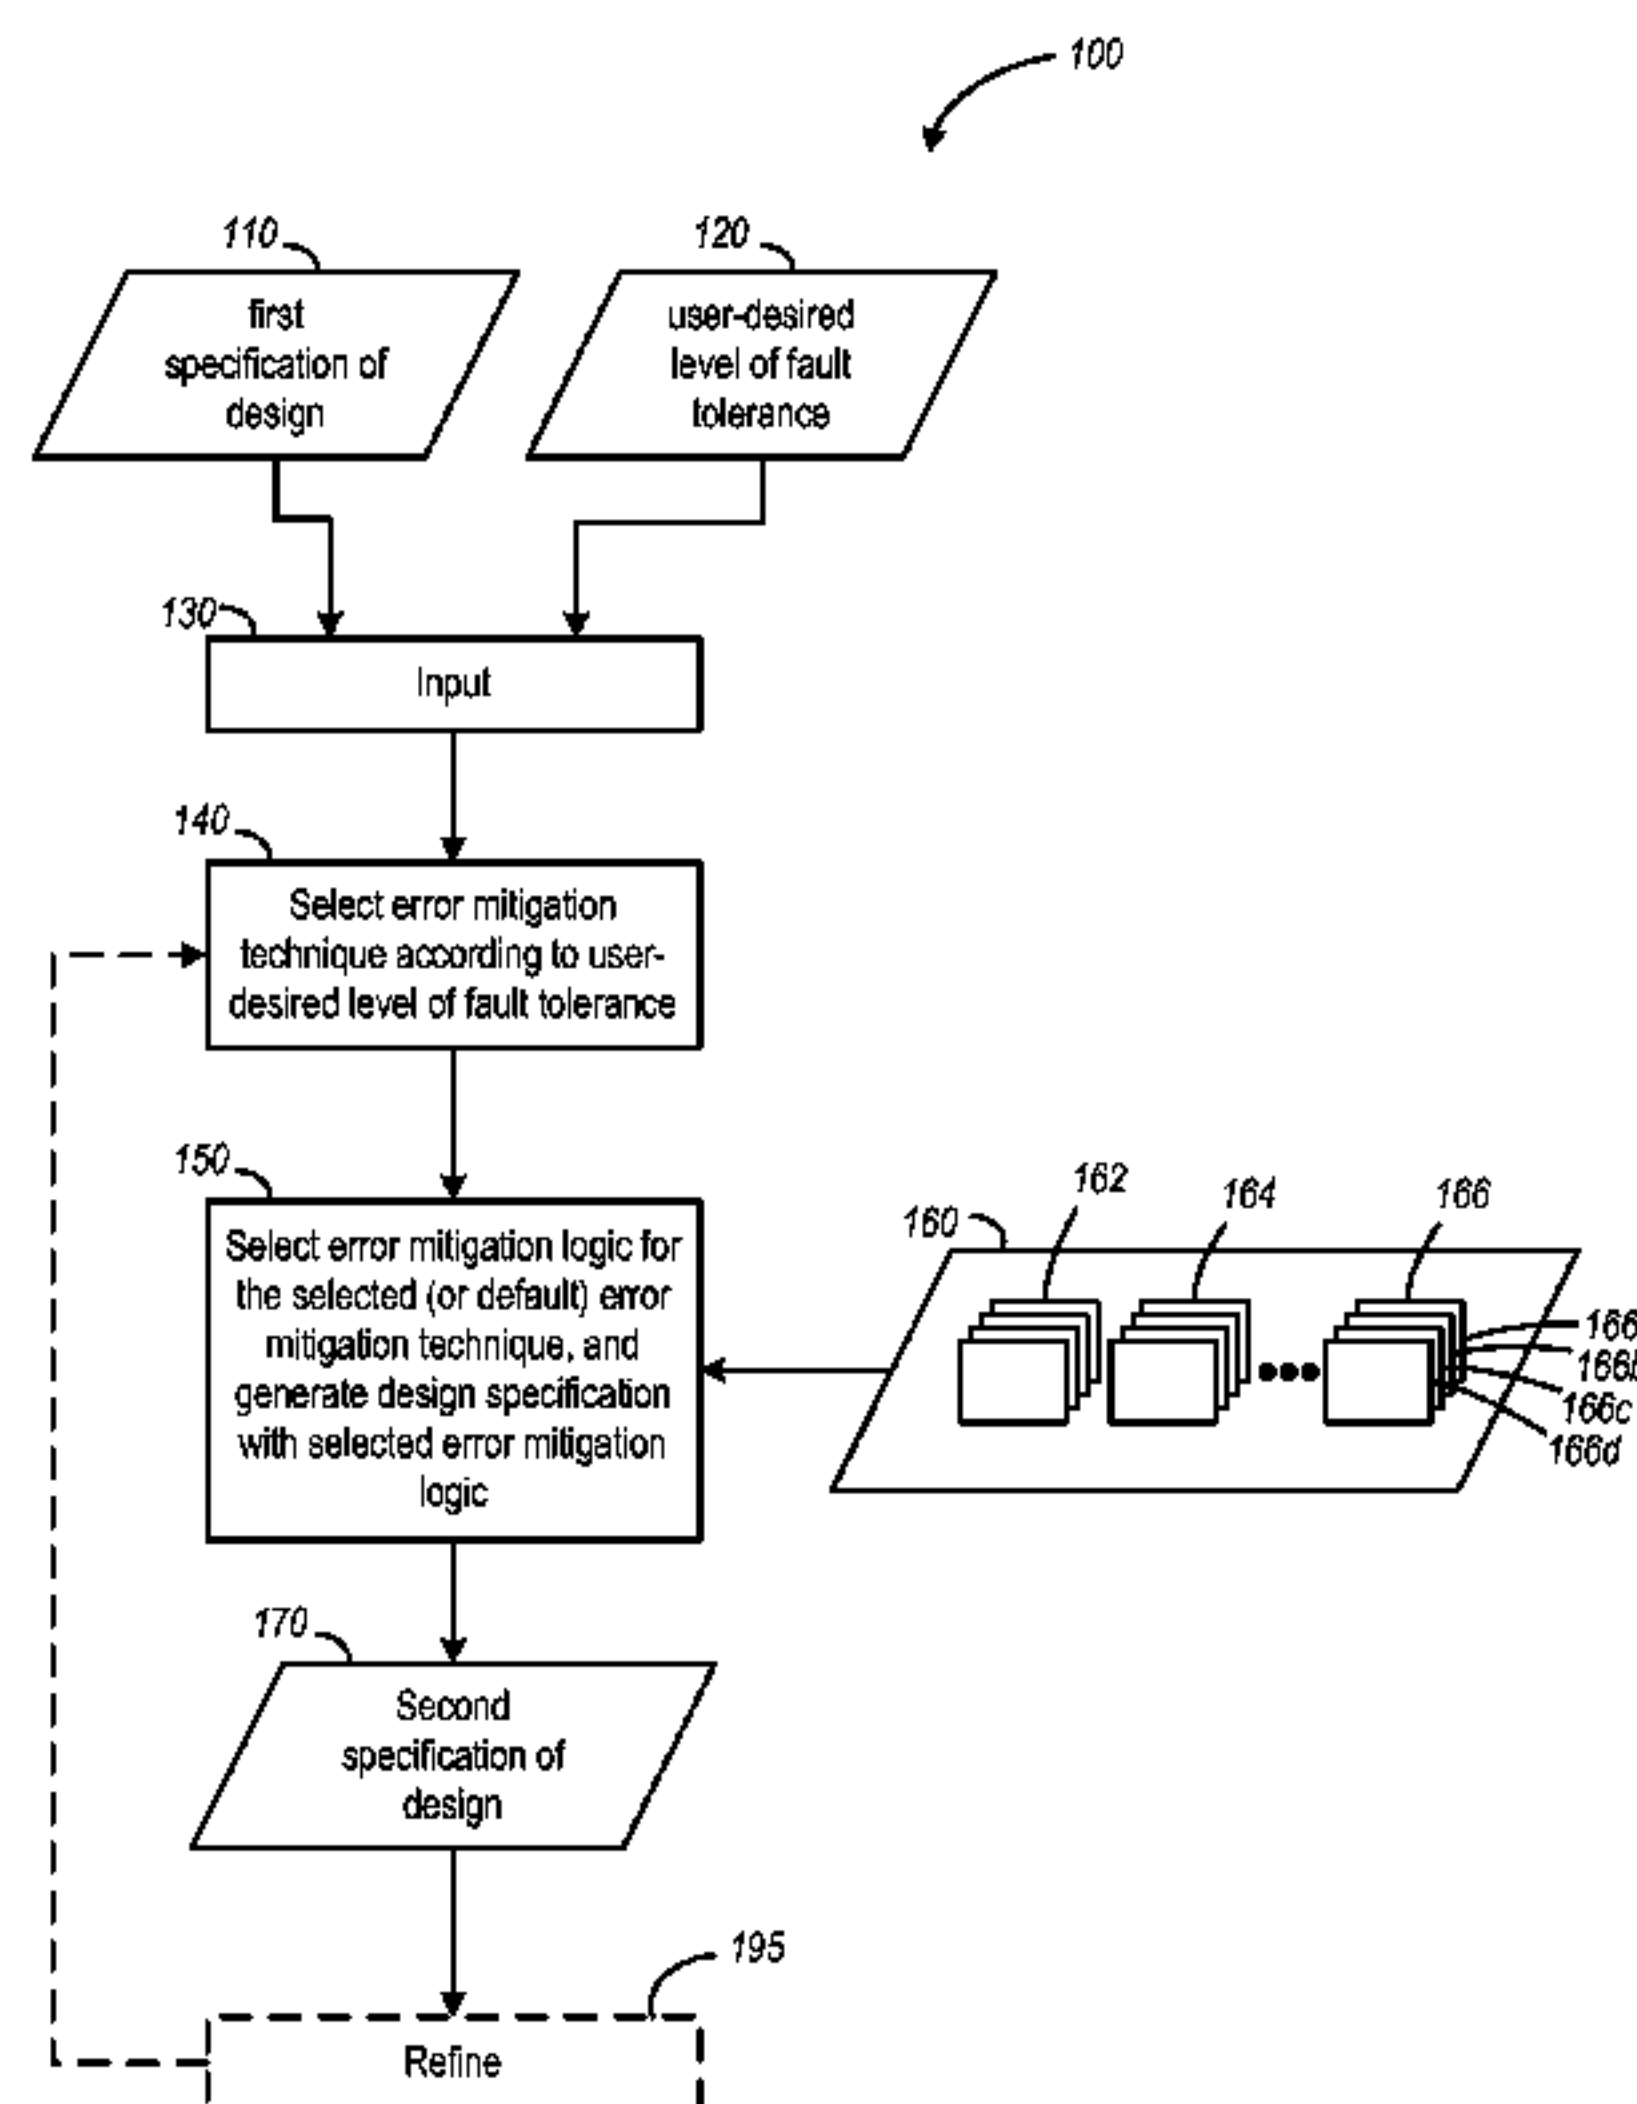 100
110
120
first
specification of
design
user-desired
level of fault
tolerance
130
Input
140
Select error mitigation
technique according to user-
desired level of fault tolerance
150
Select error mitigation logic for
the selected (or default) error
mitigation technique, and
generate design specification
with selected error mitigation
logic
160
162
164
166
166
166b
166c
166d
170
Second
specification of
design
195
Refine